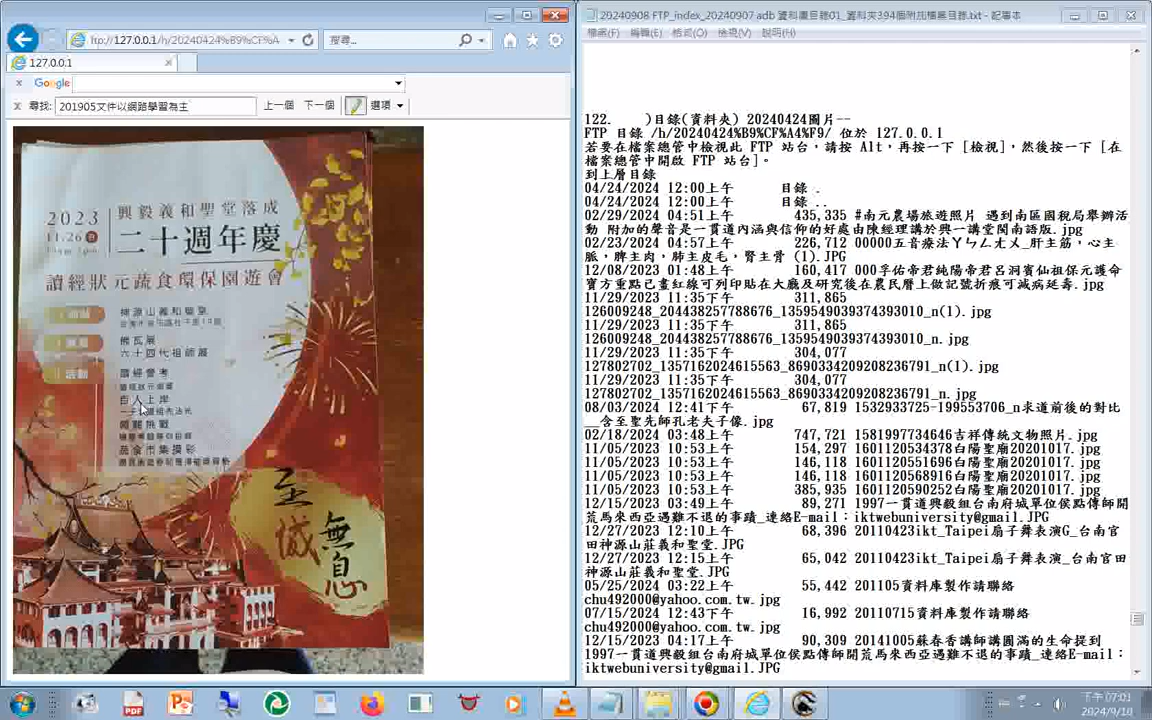 ftp://127.0.0.1/h/20240424%B9%CF%A
搜尋...
127.0.0.1
Google
尋找: 201905文件以網路學習為主
上一個 下一個 選項
2023
11.26
興毅義和聖堂落成
二十週年慶
讀經狀元蔬食環保園遊會
神源山義和聖堂
六十四代祖師蕭
活動
讀經會考
百人上岸
闖關挑戰
蔬食市集摸彩
至誠無息
20240908 FTP_index_20240907 adb 資料庫目錄01_資料夾394個附加檔案目錄.txt - 記事本
檔案(F) 編輯(E) 格式(O) 檢視(V) 說明(H)
122. )目錄(資料夾) 20240424圖片--
FTP 目錄 /h/20240424%B9%CF%A4%F9/ 位於 127.0.0.1
若要在檔案總管中檢視此 FTP 站台，請按 Alt，再按一下 [檢視]，然後按一下 [在
檔案總管中開啟 FTP 站台]。
到上層目錄
04/24/2024 12:00上午 目錄 .
04/24/2024 12:00上午 目錄 ..
02/29/2024 04:51上午 435,335 #南元農場旅遊照片 遇到南區國稅局舉辦活
動 附加的聲音是一貫道內涵與信仰的好處由陳經理講於興一講堂閩南語版.jpg
02/23/2024 04:57上午 226,712 00000五音療法ㄚㄣㄥㄤㄨ_肝主筋，心主
脈，脾主肉，肺主皮毛，腎主骨 (1).JPG
12/08/2023 01:48上午 160,417 000孚佑帝君純陽帝君呂洞賓仙祖保元護命
寶方重點已畫紅線可列印貼在大廳及研究後在農民曆上做記號折痕可減病延壽.jpg
11/29/2023 11:35下午 311,865
126009248_204438257788676_1359549039374393010_n(1).jpg
11/29/2023 11:35下午 311,865
126009248_204438257788676_1359549039374393010_n.jpg
11/29/2023 11:35下午 304,077
127802702_1357162024615563_8690334209208236791_n(1).jpg
11/29/2023 11:35下午 304,077
127802702_1357162024615563_8690334209208236791_n.jpg
08/03/2024 12:41下午 67,819 1532933725-199553706_n求道前後的對比
__含至聖先師孔老夫子像.jpg
02/18/2024 03:48上午 747,721 1581997734646吉祥傳統文物照片.jpg
11/05/2023 10:53上午 154,297 1601120534378白陽聖廟20201017.jpg
11/05/2023 10:53上午 146,118 1601120551696白陽聖廟20201017.jpg
11/05/2023 10:53上午 146,118 1601120568916白陽聖廟20201017.jpg
11/05/2023 10:53上午 385,935 1601120590252白陽聖廟20201017.jpg
12/15/2023 03:49上午 89,271 1997一貫道興毅組台南府城單位侯點傳師開
荒馬來西亞遇難不退的事蹟_連絡E-mail：iktwebuniversity@gmail.JPG
12/27/2023 12:10上午 68,396 20110423ikt_Taipei扇子舞表演G_台南官
田神源山莊義和聖堂.JPG
12/27/2023 12:15上午 65,042 20110423ikt_Taipei扇子舞表演_台南官田
神源山莊義和聖堂.JPG
05/25/2024 03:22上午 55,442 201105資料庫製作請聯絡
chu492000@yahoo.com.tw.jpg
07/15/2024 12:43下午 16,992 20110715資料庫製作請聯絡
chu492000@yahoo.com.tw.jpg
12/15/2023 04:17上午 90,309 20141005蘇春香講師講圓滿的生命提到
1997一貫道興毅組台南府城單位侯點傳師開荒馬來西亞遇難不退的事蹟_連絡E-mail：
iktwebuniversity@gmail.JPG
下午 07:01
2024/9/10